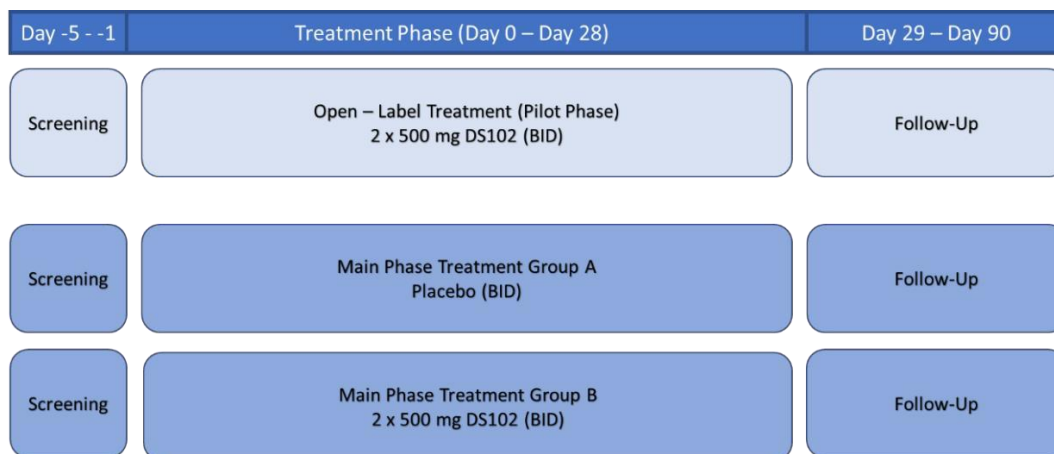 Day -5 - -1
Treatment Phase (Day 0 – Day 28)
Day 29 – Day 90
Screening
Open – Label Treatment (Pilot Phase)
2 x 500 mg DS102 (BID)
Follow-Up
Screening
Main Phase Treatment Group A
Placebo (BID)
Follow-Up
Screening
Main Phase Treatment Group B
2 x 500 mg DS102 (BID)
Follow-Up